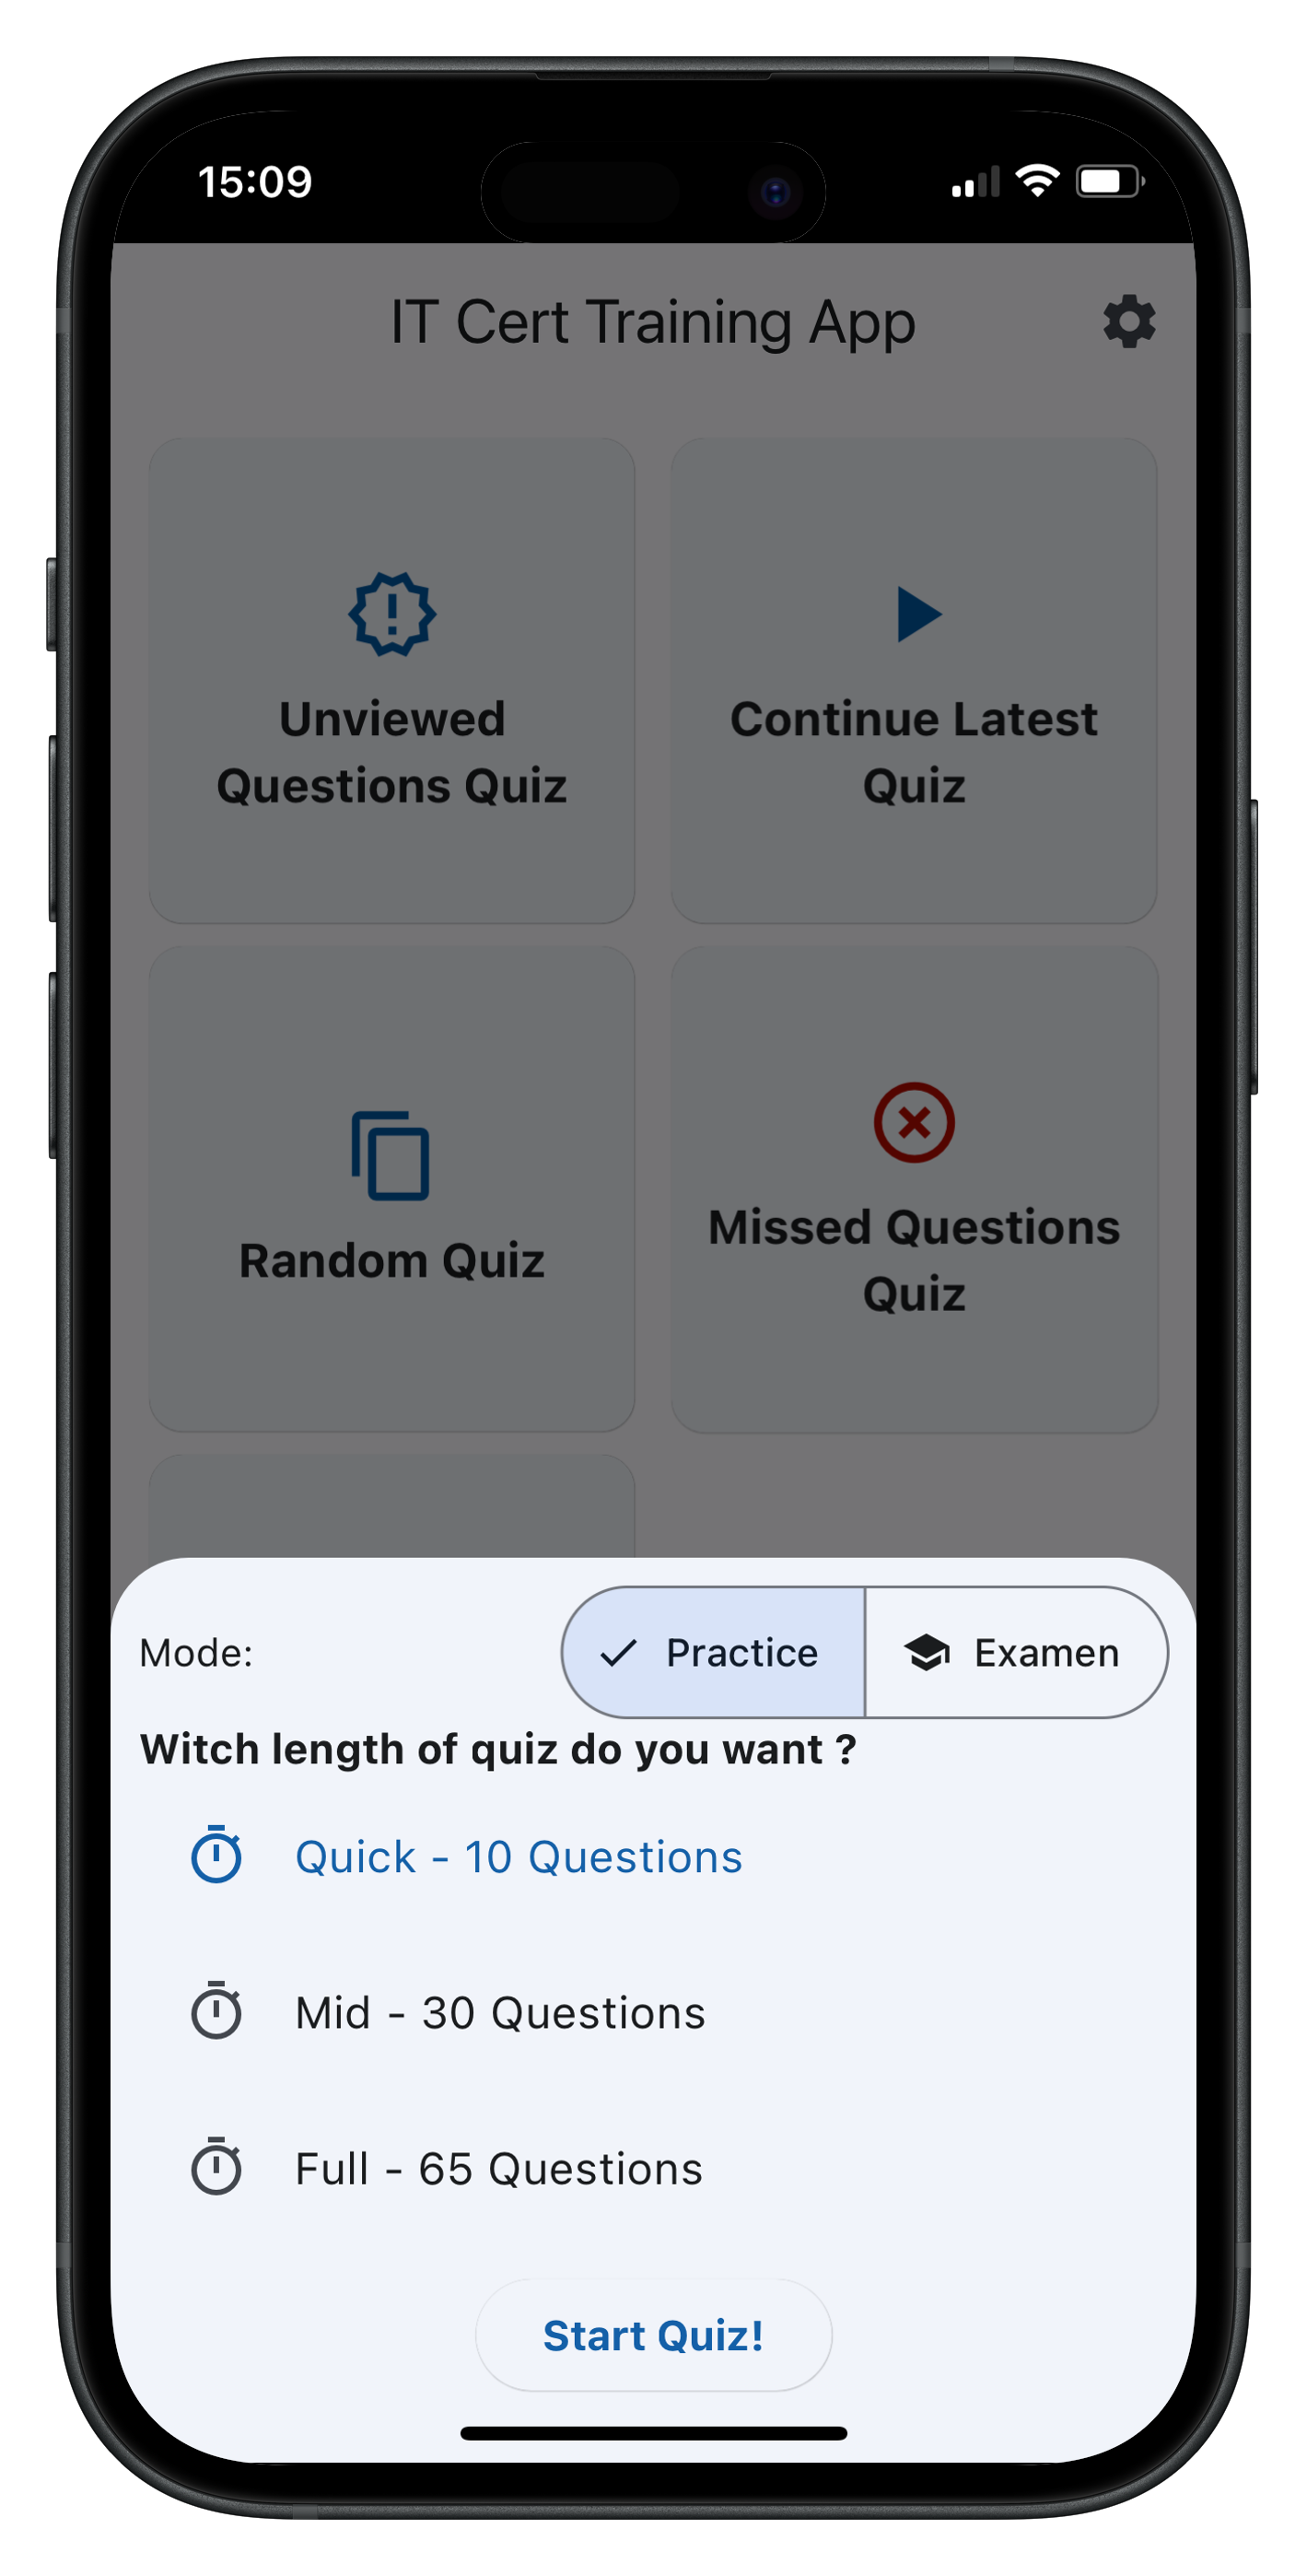 15:09
IT Cert Training App
Unviewed
Questions Quiz
Continue Latest
Quiz
Random Quiz
Missed Questions
Quiz
Mode:
Practice
Examen
Witch length of quiz do you want ?
Quick - 10 Questions
Mid - 30 Questions
Full - 65 Questions
Start Quiz!